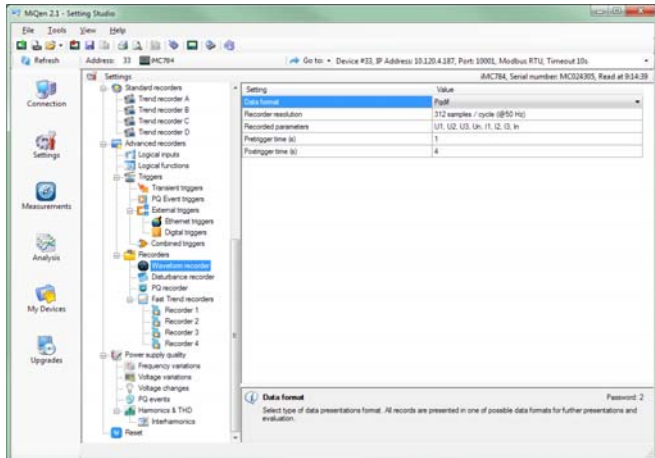 MiQen 2.1 - Setting Studio
File Tools View Help
Refresh Address: 33 iMC784 Go to: Device #33, IP Address: 10.120.4.187, Port: 10001, Modbus RTU, Timeout 10s
Settings iMC784, Serial number: MC024305, Read at 9:14:39
Connection
Settings
Measurements
Analysis
My Devices
Upgrades
Standard recorders
Trend recorder A
Trend recorder B
Trend recorder C
Trend recorder D
Advanced recorders
Logical inputs
Logical functions
Triggers
Transient triggers
PQ Event triggers
External triggers
Ethernet triggers
Digital triggers
Combined triggers
Recorders
Waveform recorder
Disturbance recorder
PQ recorder
Fast Trend recorders
Recorder 1
Recorder 2
Recorder 3
Recorder 4
Power supply quality
Frequency variations
Voltage variations
Voltage changes
PQ events
Harmonics & THD
Interharmonics
Reset
Setting Value
Data format Pqdif
Recorder resolution 312 samples / cycle (@50 Hz)
Recorded parameters U1, U2, U3, Un, I1, I2, I3, In
Pretrigger time (s) 1
Postrigger time (s) 4
Data format Password: 2
Select type of data presentations format. All records are presented in one of possible data formats for further presentations and
evaluation.